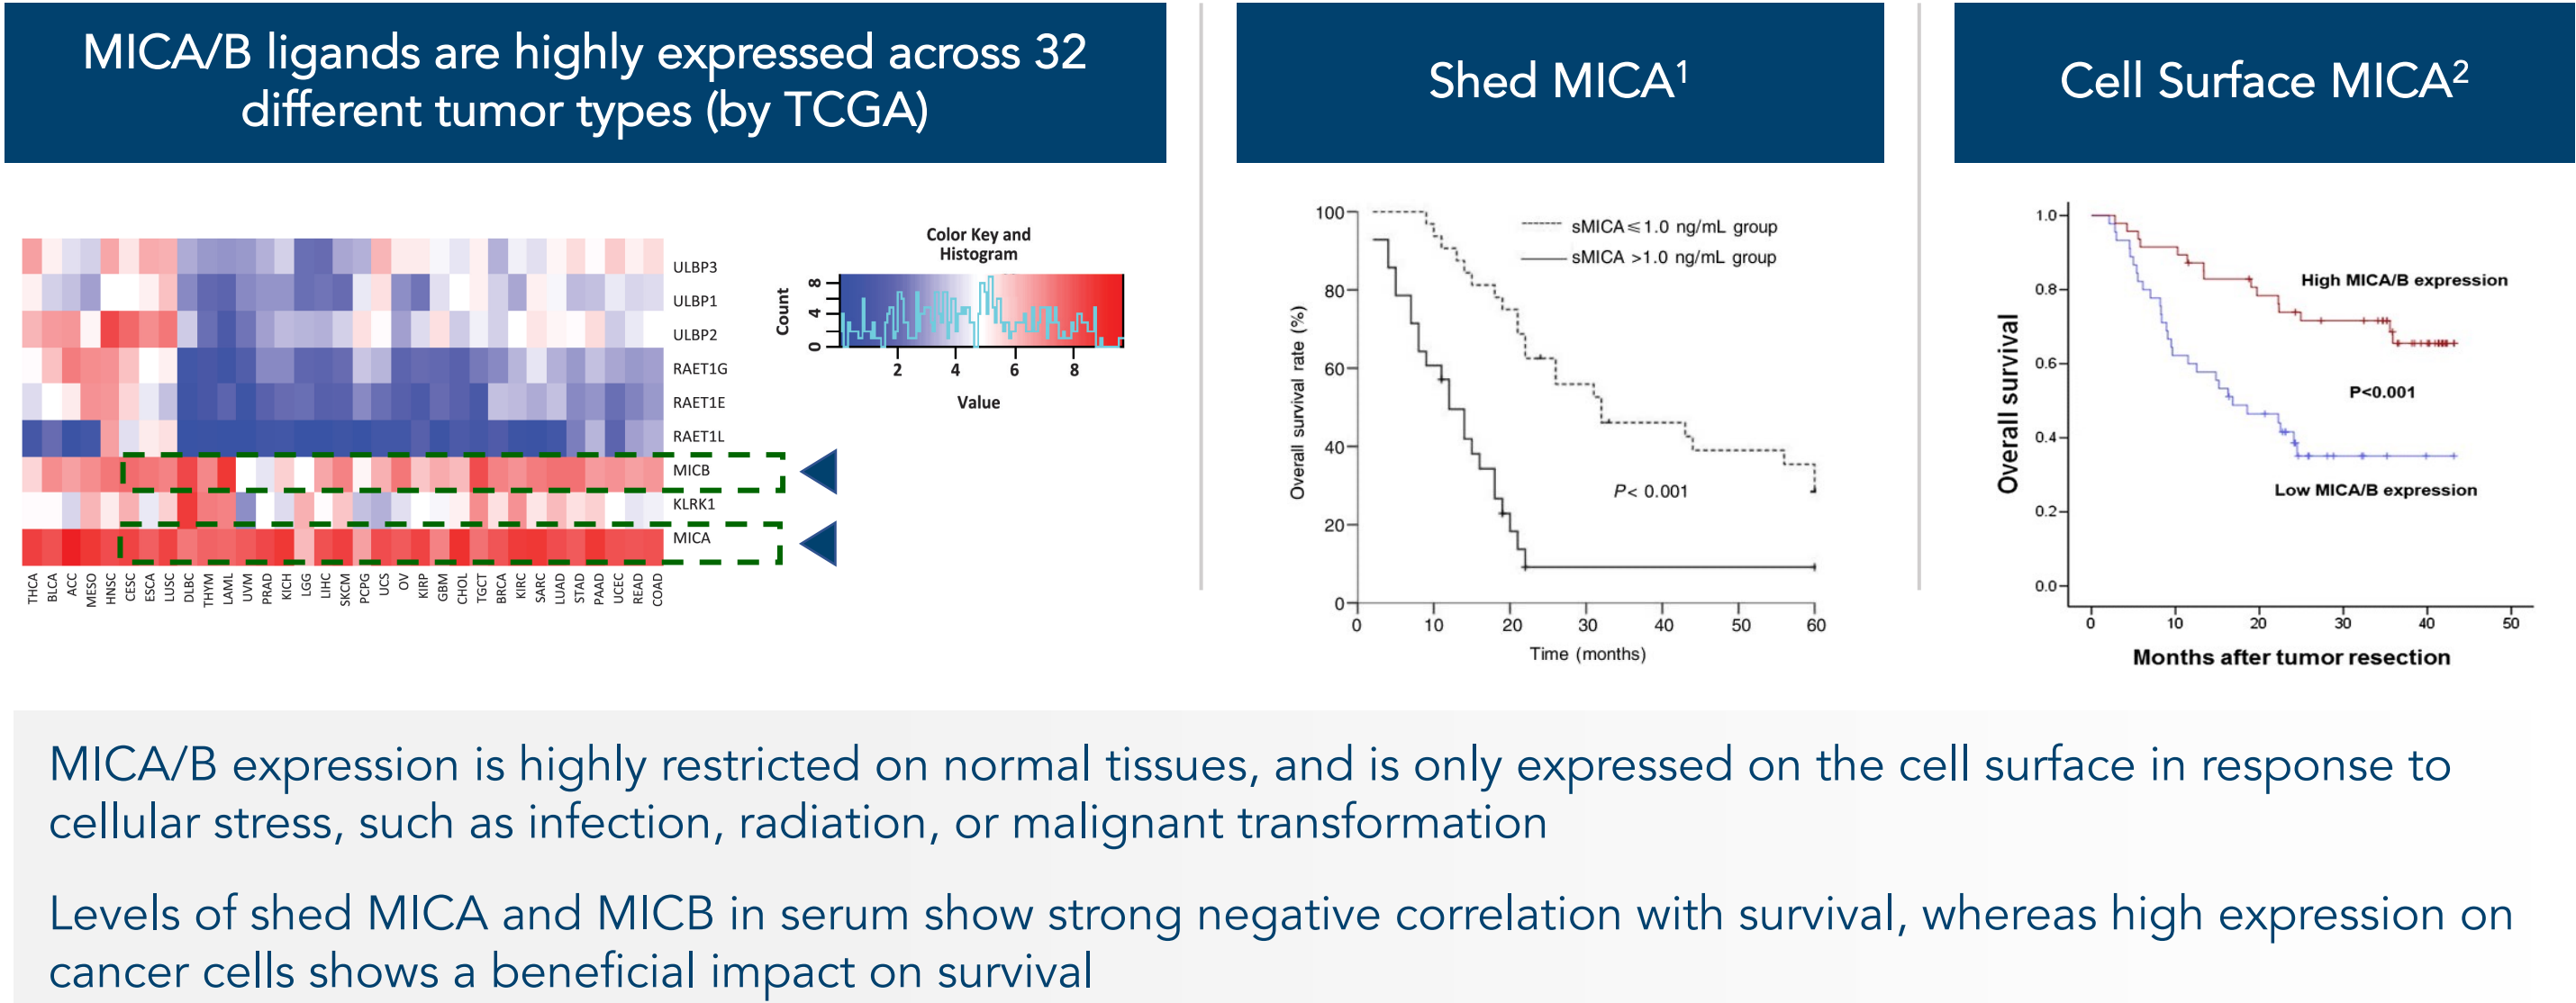 MICA/B ligands are highly expressed across 32
different tumor types (by TCGA)
ULBP3
ULBP1
ULBP2
RAET1G
RAET1E
RAET1L
MICB
KLRK1
MICA
THCA
BLCA
ACC
MESO
HNSC
CESC
ESCA
LUSC
DLBC
THYM
LAML
UVM
PRAD
KICH
LGG
LIHC
SKCM
PCPG
UCS
OV
KIRP
GBM
CHOL
TGCT
BRCA
KIRC
SARC
LUAD
STAD
PAAD
UCEC
READ
COAD
Color Key and
Histogram
Count
8
4
0
2 4 6 8
Value
Shed MICA¹
Overall survival rate (%)
100
80
60
40
20
0
sMICA≤1.0 ng/mL group
sMICA >1.0 ng/mL group
P< 0.001
0 10 20 30 40 50 60
Time (months)
Cell Surface MICA²
Overall survival
1.0
0.8
0.6
0.4
0.2
0.0
High MICA/B expression
P<0.001
Low MICA/B expression
0 10 20 30 40 50
Months after tumor resection
MICA/B expression is highly restricted on normal tissues, and is only expressed on the cell surface in response to
cellular stress, such as infection, radiation, or malignant transformation
Levels of shed MICA and MICB in serum show strong negative correlation with survival, whereas high expression on
cancer cells shows a beneficial impact on survival